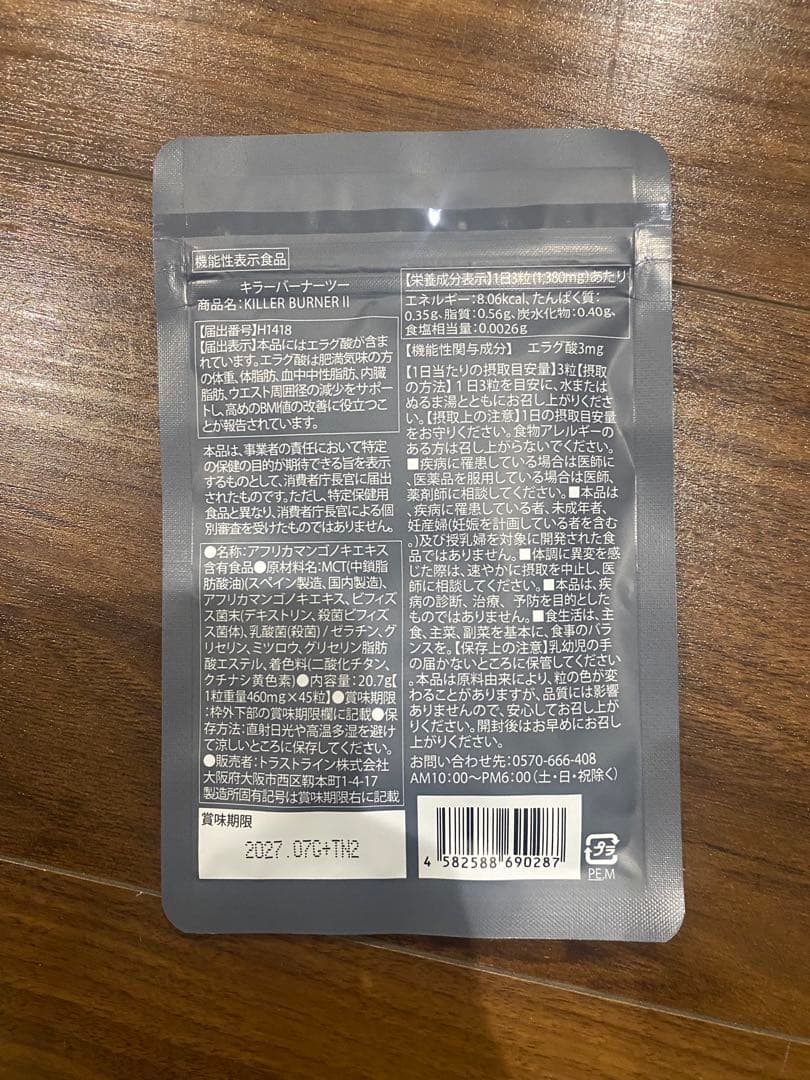 機能性表示食品
キラーバーナーツー
商品名:KILLER BURNER II
【届出番号】H1418
【届出表示】本品にはエラグ酸が含ま
れています。エラグ酸は肥満気味の方
の体重、体脂肪、血中中性脂肪、内臓
脂肪、ウエスト周囲径の減少をサポー
トし、高めのBMI値の改善に役立つこ
とが報告されています。
本品は、事業者の責任において特定
の保健の目的が期待できる旨を表示
するものとして、消費者庁長官に届出
されたものです。ただし、特定保健用
食品と異なり、消費者庁長官による個
別審査を受けたものではありません。
●名称:アフリカマンゴノキエキス
含有食品●原材料名:MCT(中鎖脂
肪酸油)(スペイン製造、国内製造)、
アフリカマンゴノキエキス、ビフィズ
ス菌末(デキストリン、殺菌ビフィズ
ス菌体)、乳酸菌(殺菌)/ゼラチン、グ
リセリン、ミツロウ、グリセリン脂肪
酸エステル、着色料(二酸化チタン、
クチナシ黄色素)●内容量:20.7g【
1粒重量460mg×45粒】●賞味期限
:枠外下部の賞味期限欄に記載●保
存方法:直射日光や高温多湿を避け
て涼しいところに保存してください。
●販売者:トラストライン株式会社
大阪府大阪市西区靱本町1-4-17
製造所固有記号は賞味期限右に記載
賞味期限
2027.07G+TN2
【栄養成分表示】1日3粒(1,380mg)あたり
エネルギー:8.06kcal、たんぱく質:
0.35g、脂質:0.56g、炭水化物:0.40g、
食塩相当量:0.0026g
【機能性関与成分】 エラグ酸3mg
【1日当たりの摂取目安量】3粒【摂取
の方法】1日3粒を目安に、水または
ぬるま湯とともにお召し上がりくださ
い。【摂取上の注意】1日の摂取目安量
をお守りください。食物アレルギーの
ある方は召し上がらないでください。
■疾病に罹患している場合は医師に
、医薬品を服用している場合は医師、
薬剤師に相談してください。■本品は
、疾病に罹患している者、未成年者、
妊産婦(妊娠を計画している者を含む
。)及び授乳婦を対象に開発された食
品ではありません。■体調に異変を感
じた際は、速やかに摂取を中止し、医
師に相談してください。■本品は、疾
病の診断、治療、予防を目的とした
ものではありません。■食生活は、主
食、主菜、副菜を基本に、食事のバラ
ンスを。【保存上の注意】乳幼児の手
の届かないところに保管してください
。本品は原料由来により、粒の色が変
わることがありますが、品質には影響
ありませんので、安心してお召し上が
りください。開封後はお早めにお召し
上がりください。
お問い合わせ先:0570-666-408
AM10:00～PM6:00(土・日・祝除く)
4 582588 690287
プラ
PE,M